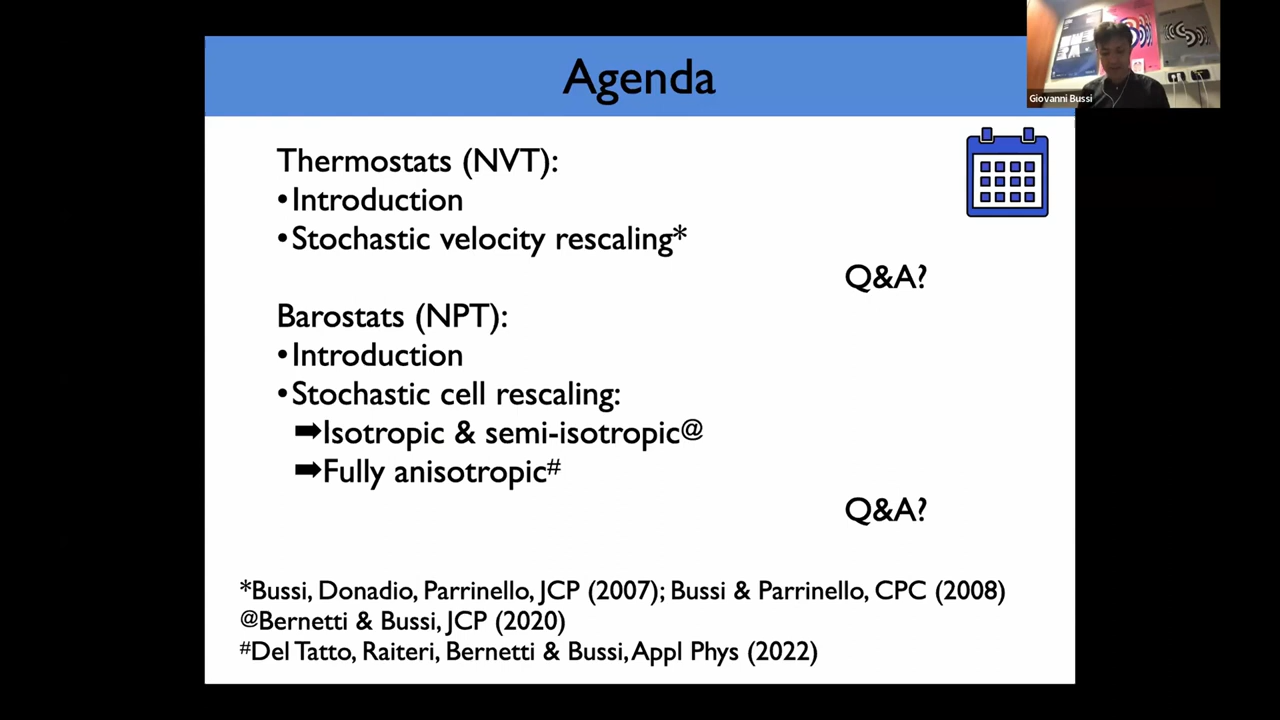 Agenda
Giovanni Bussi
Thermostats (NVT):
•Introduction
•Stochastic velocity rescaling*
Q&A?
Barostats (NPT):
•Introduction
•Stochastic cell rescaling:
➡Isotropic & semi-isotropic@
➡Fully anisotropic#
Q&A?
*Bussi, Donadio, Parrinello, JCP (2007); Bussi & Parrinello, CPC (2008)
@Bernetti & Bussi, JCP (2020)
#Del Tatto, Raiteri, Bernetti & Bussi, Appl Phys (2022)